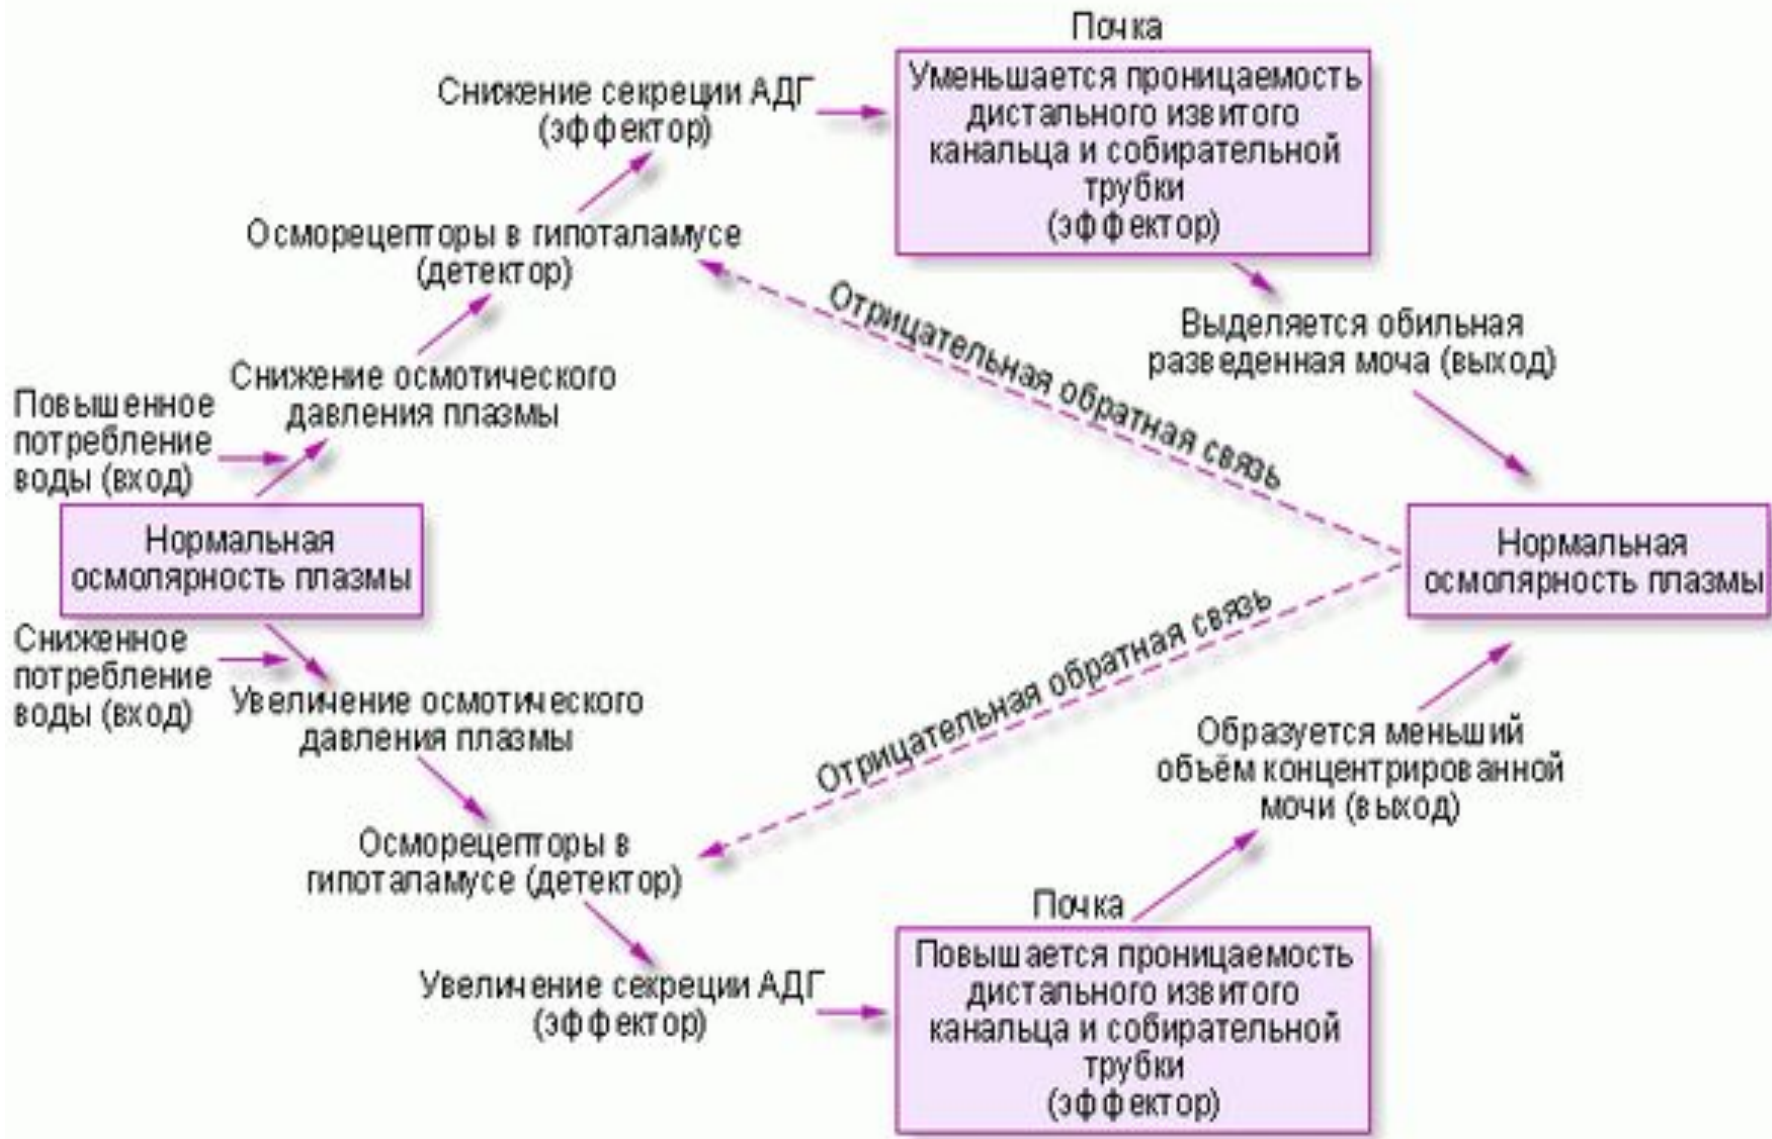 Почка
Уменьшается проницаемость
дистального извитого
канальца и собирательной
трубки
(эффектор)
Снижение секреции АДГ
(эффектор)
Осморецепторы в гипоталамусе
(детектор)
Отрицательная обратная связь
Выделяется обильная
разведенная моча (выход)
Снижение осмотического
давления плазмы
Повышенное
потребление
воды (вход)
Нормальная
осмолярность плазмы
Нормальная
осмолярность плазмы
Сниженное
потребление
воды (вход)
Увеличение осмотического
давления плазмы
Отрицательная обратная связь
Образуется меньший
объём концентрированной
мочи (выход)
Осморецепторы в
гипоталамусе (детектор)
Почка
Увеличение секреции АДГ
(эффектор)
Повышается проницаемость
дистального извитого
канальца и собирательной
трубки
(эффектор)